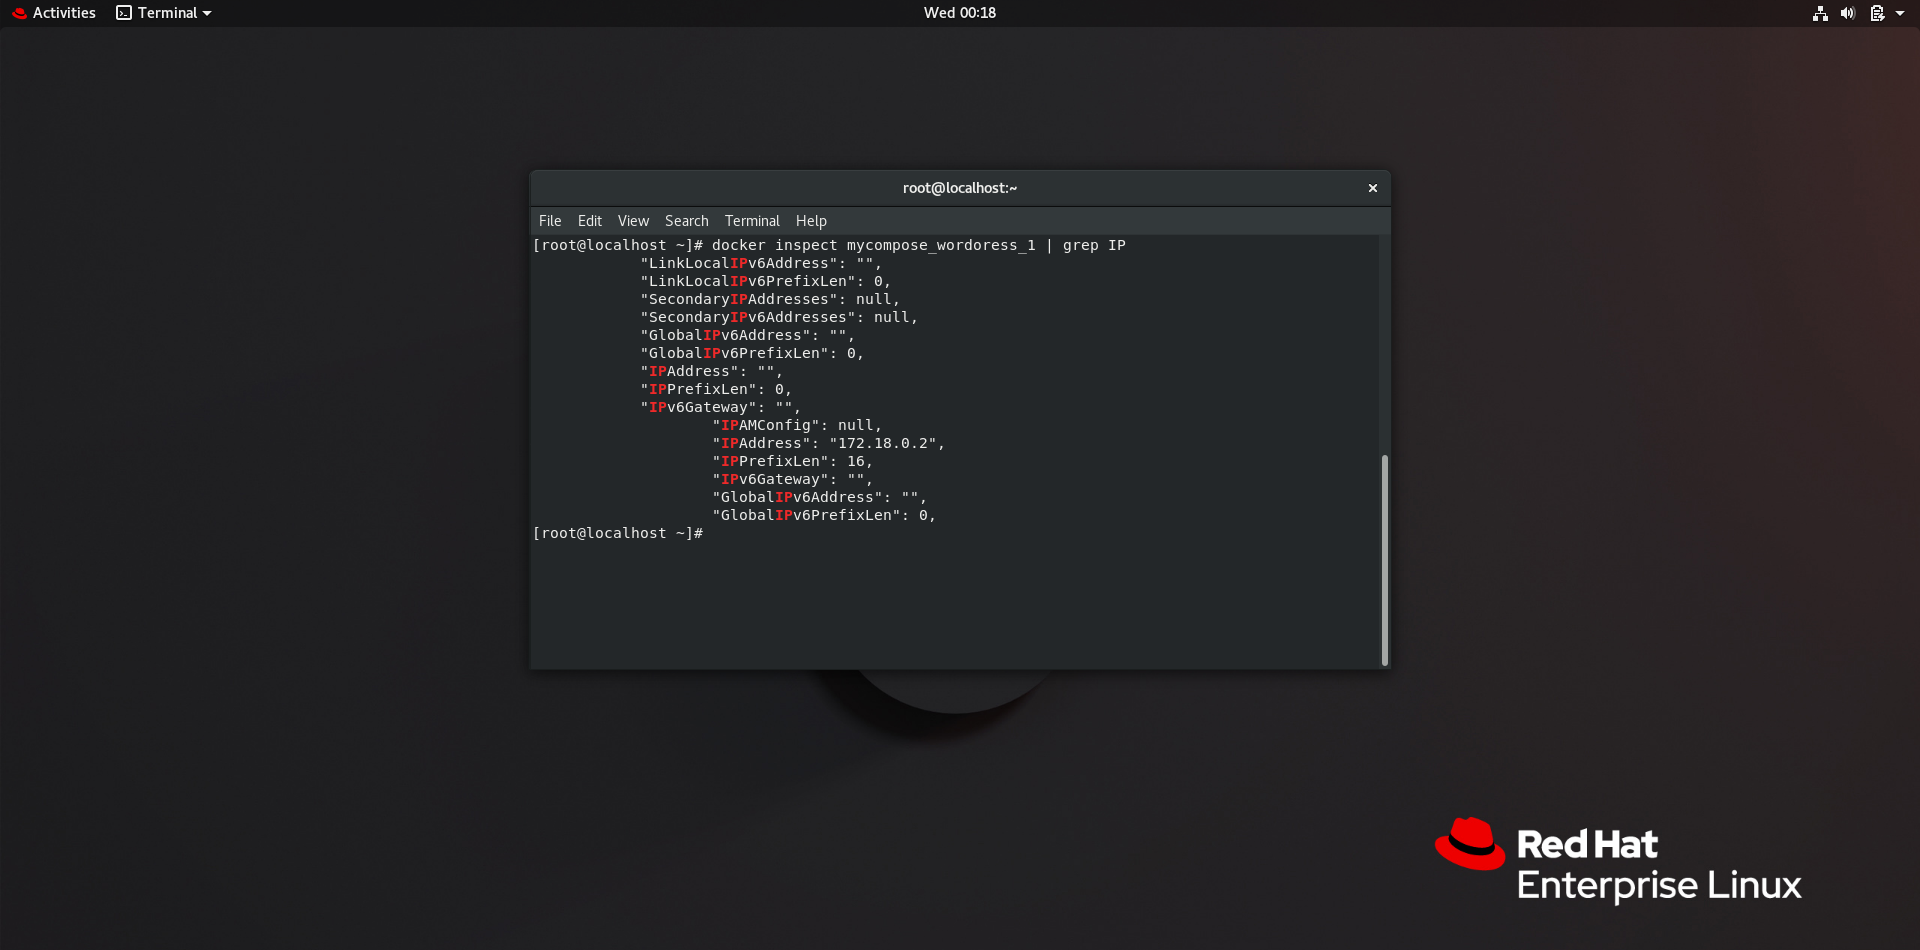 Activities Terminal Wed 00:18
root@localhost:~
File Edit View Search Terminal Help
[root@localhost ~]# docker inspect mycompose_wordoress_1 | grep IP
            "LinkLocalIPv6Address": "",
            "LinkLocalIPv6PrefixLen": 0,
            "SecondaryIPAddresses": null,
            "SecondaryIPv6Addresses": null,
            "GlobalIPv6Address": "",
            "GlobalIPv6PrefixLen": 0,
            "IPAddress": "",
            "IPPrefixLen": 0,
            "IPv6Gateway": "",
                    "IPAMConfig": null,
                    "IPAddress": "172.18.0.2",
                    "IPPrefixLen": 16,
                    "IPv6Gateway": "",
                    "GlobalIPv6Address": "",
                    "GlobalIPv6PrefixLen": 0,
[root@localhost ~]#
Red Hat
Enterprise Linux